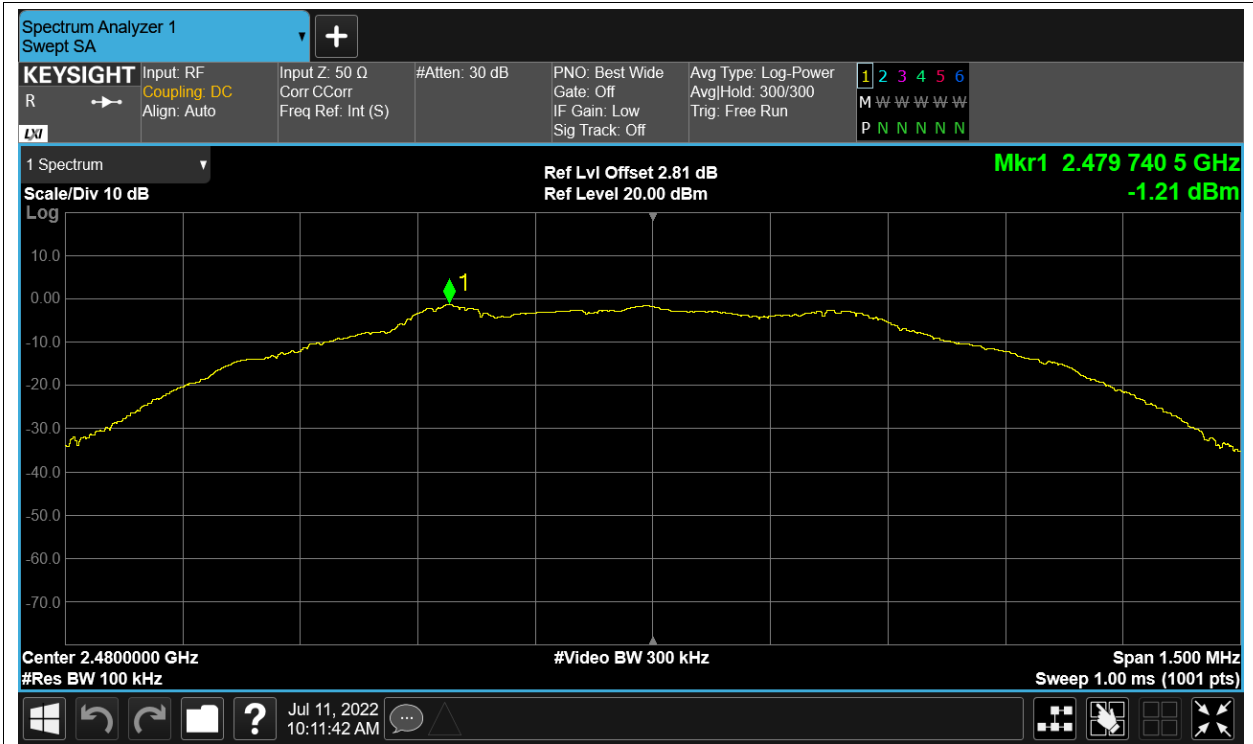 Spectrum Analyzer 1
Swept SA
KEYSIGHT
R
LXI
Input: RF
Coupling: DC
Align: Auto
Input Z: 50 Ω
Corr CCorr
Freq Ref: Int (S)
#Atten: 30 dB
PNO: Best Wide
Gate: Off
IF Gain: Low
Sig Track: Off
Avg Type: Log-Power
Avg|Hold: 300/300
Trig: Free Run
1 2 3 4 5 6
M W W W W W
P N N N N N
1 Spectrum
Scale/Div 10 dB
Log
Ref Lvl Offset 2.81 dB
Ref Level 20.00 dBm
Mkr1 2.479 740 5 GHz
-1.21 dBm
1
10.0
0.00
-10.0
-20.0
-30.0
-40.0
-50.0
-60.0
-70.0
Center 2.4800000 GHz
#Video BW 300 kHz
Span 1.500 MHz
#Res BW 100 kHz
Sweep 1.00 ms (1001 pts)
?
Jul 11, 2022
10:11:42 AM